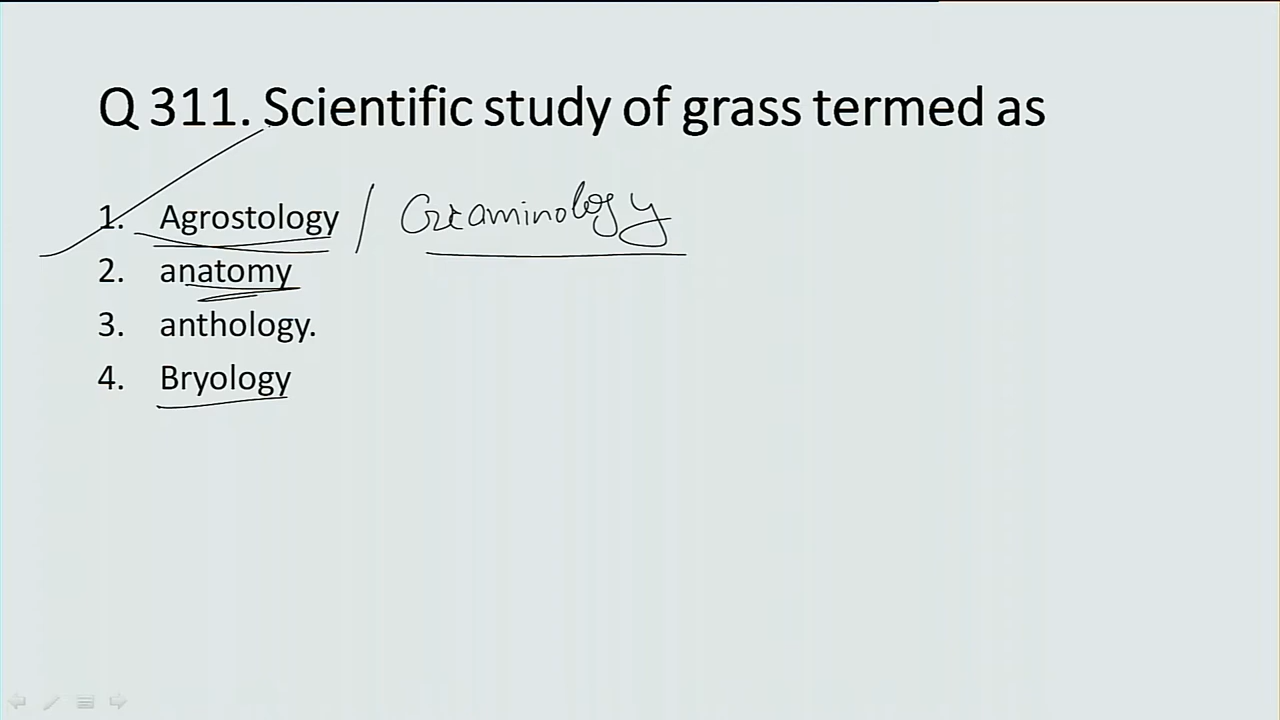 Q 311. Scientific study of grass termed as
1. Agrostology / Graminology
2. anatomy
3. anthology.
4. Bryology